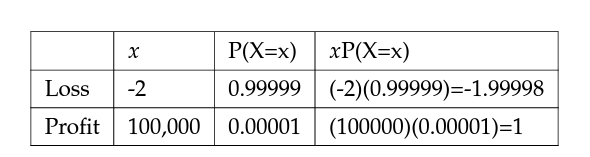 x P(X=x) xP(X=x)
Loss -2 0.99999 (-2)(0.99999)=-1.99998
Profit 100,000 0.00001 (100000)(0.00001)=1